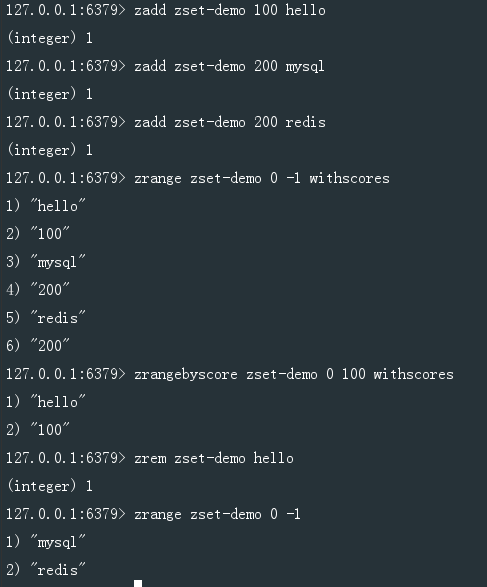 127.0.0.1:6379> zadd zset-demo 100 hello
(integer) 1
127.0.0.1:6379> zadd zset-demo 200 mysql
(integer) 1
127.0.0.1:6379> zadd zset-demo 200 redis
(integer) 1
127.0.0.1:6379> zrange zset-demo 0 -1 withscores
1) "hello"
2) "100"
3) "mysql"
4) "200"
5) "redis"
6) "200"
127.0.0.1:6379> zrangebyscore zset-demo 0 100 withscores
1) "hello"
2) "100"
127.0.0.1:6379> zrem zset-demo hello
(integer) 1
127.0.0.1:6379> zrange zset-demo 0 -1
1) "mysql"
2) "redis"